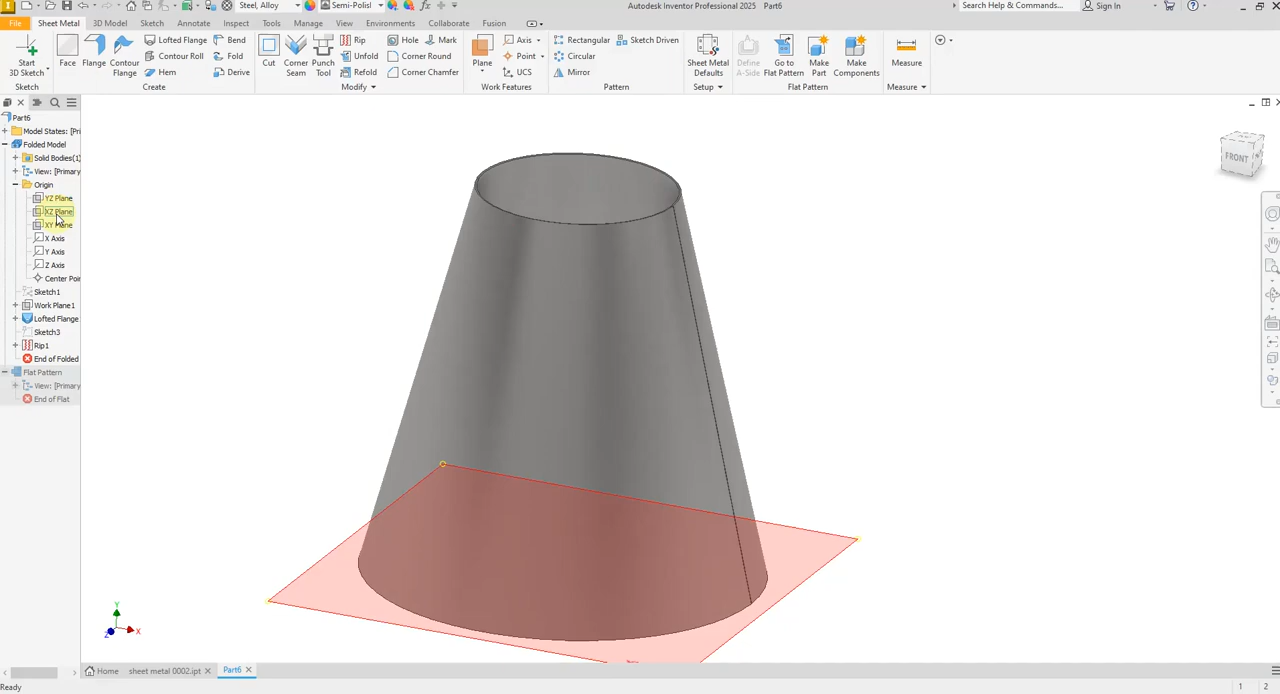 Steel, Alloy
Semi-Polisl
Autodesk Inventor Professional 2025 Part6
Search Help & Commands...
Sign In
File
Sheet Metal
3D Model
Sketch
Annotate
Inspect
Tools
Manage
View
Environments
Collaborate
Fusion
Start
3D Sketch
Face
Flange
Contour
Flange
Lofted Flange
Contour Roll
Hem
Bend
Fold
Derive
Cut
Corner
Seam
Punch
Tool
Rip
Unfold
Refold
Hole
Mark
Corner Round
Corner Chamfer
Plane
Axis
Point
UCS
Rectangular
Sketch Driven
Circular
Mirror
Sheet Metal
Defaults
Define
A-Side
Go to
Flat Pattern
Make
Part
Make
Components
Measure
Sketch
Create
Modify
Work Features
Pattern
Setup
Flat Pattern
Measure
Part6
Model States: [Pri
Folded Model
Solid Bodies(1)
View: [Primary
Origin
YZ Plane
XZ Plane
XY Plane
X Axis
Y Axis
Z Axis
Center Poi
Sketch1
Work Plane1
Lofted Flange
Sketch3
Rip1
End of Folded
Flat Pattern
View: [Primary
End of Flat
FRONT
Y
Z
X
Home
sheet metal 0002.ipt
Part6
Ready
1
2